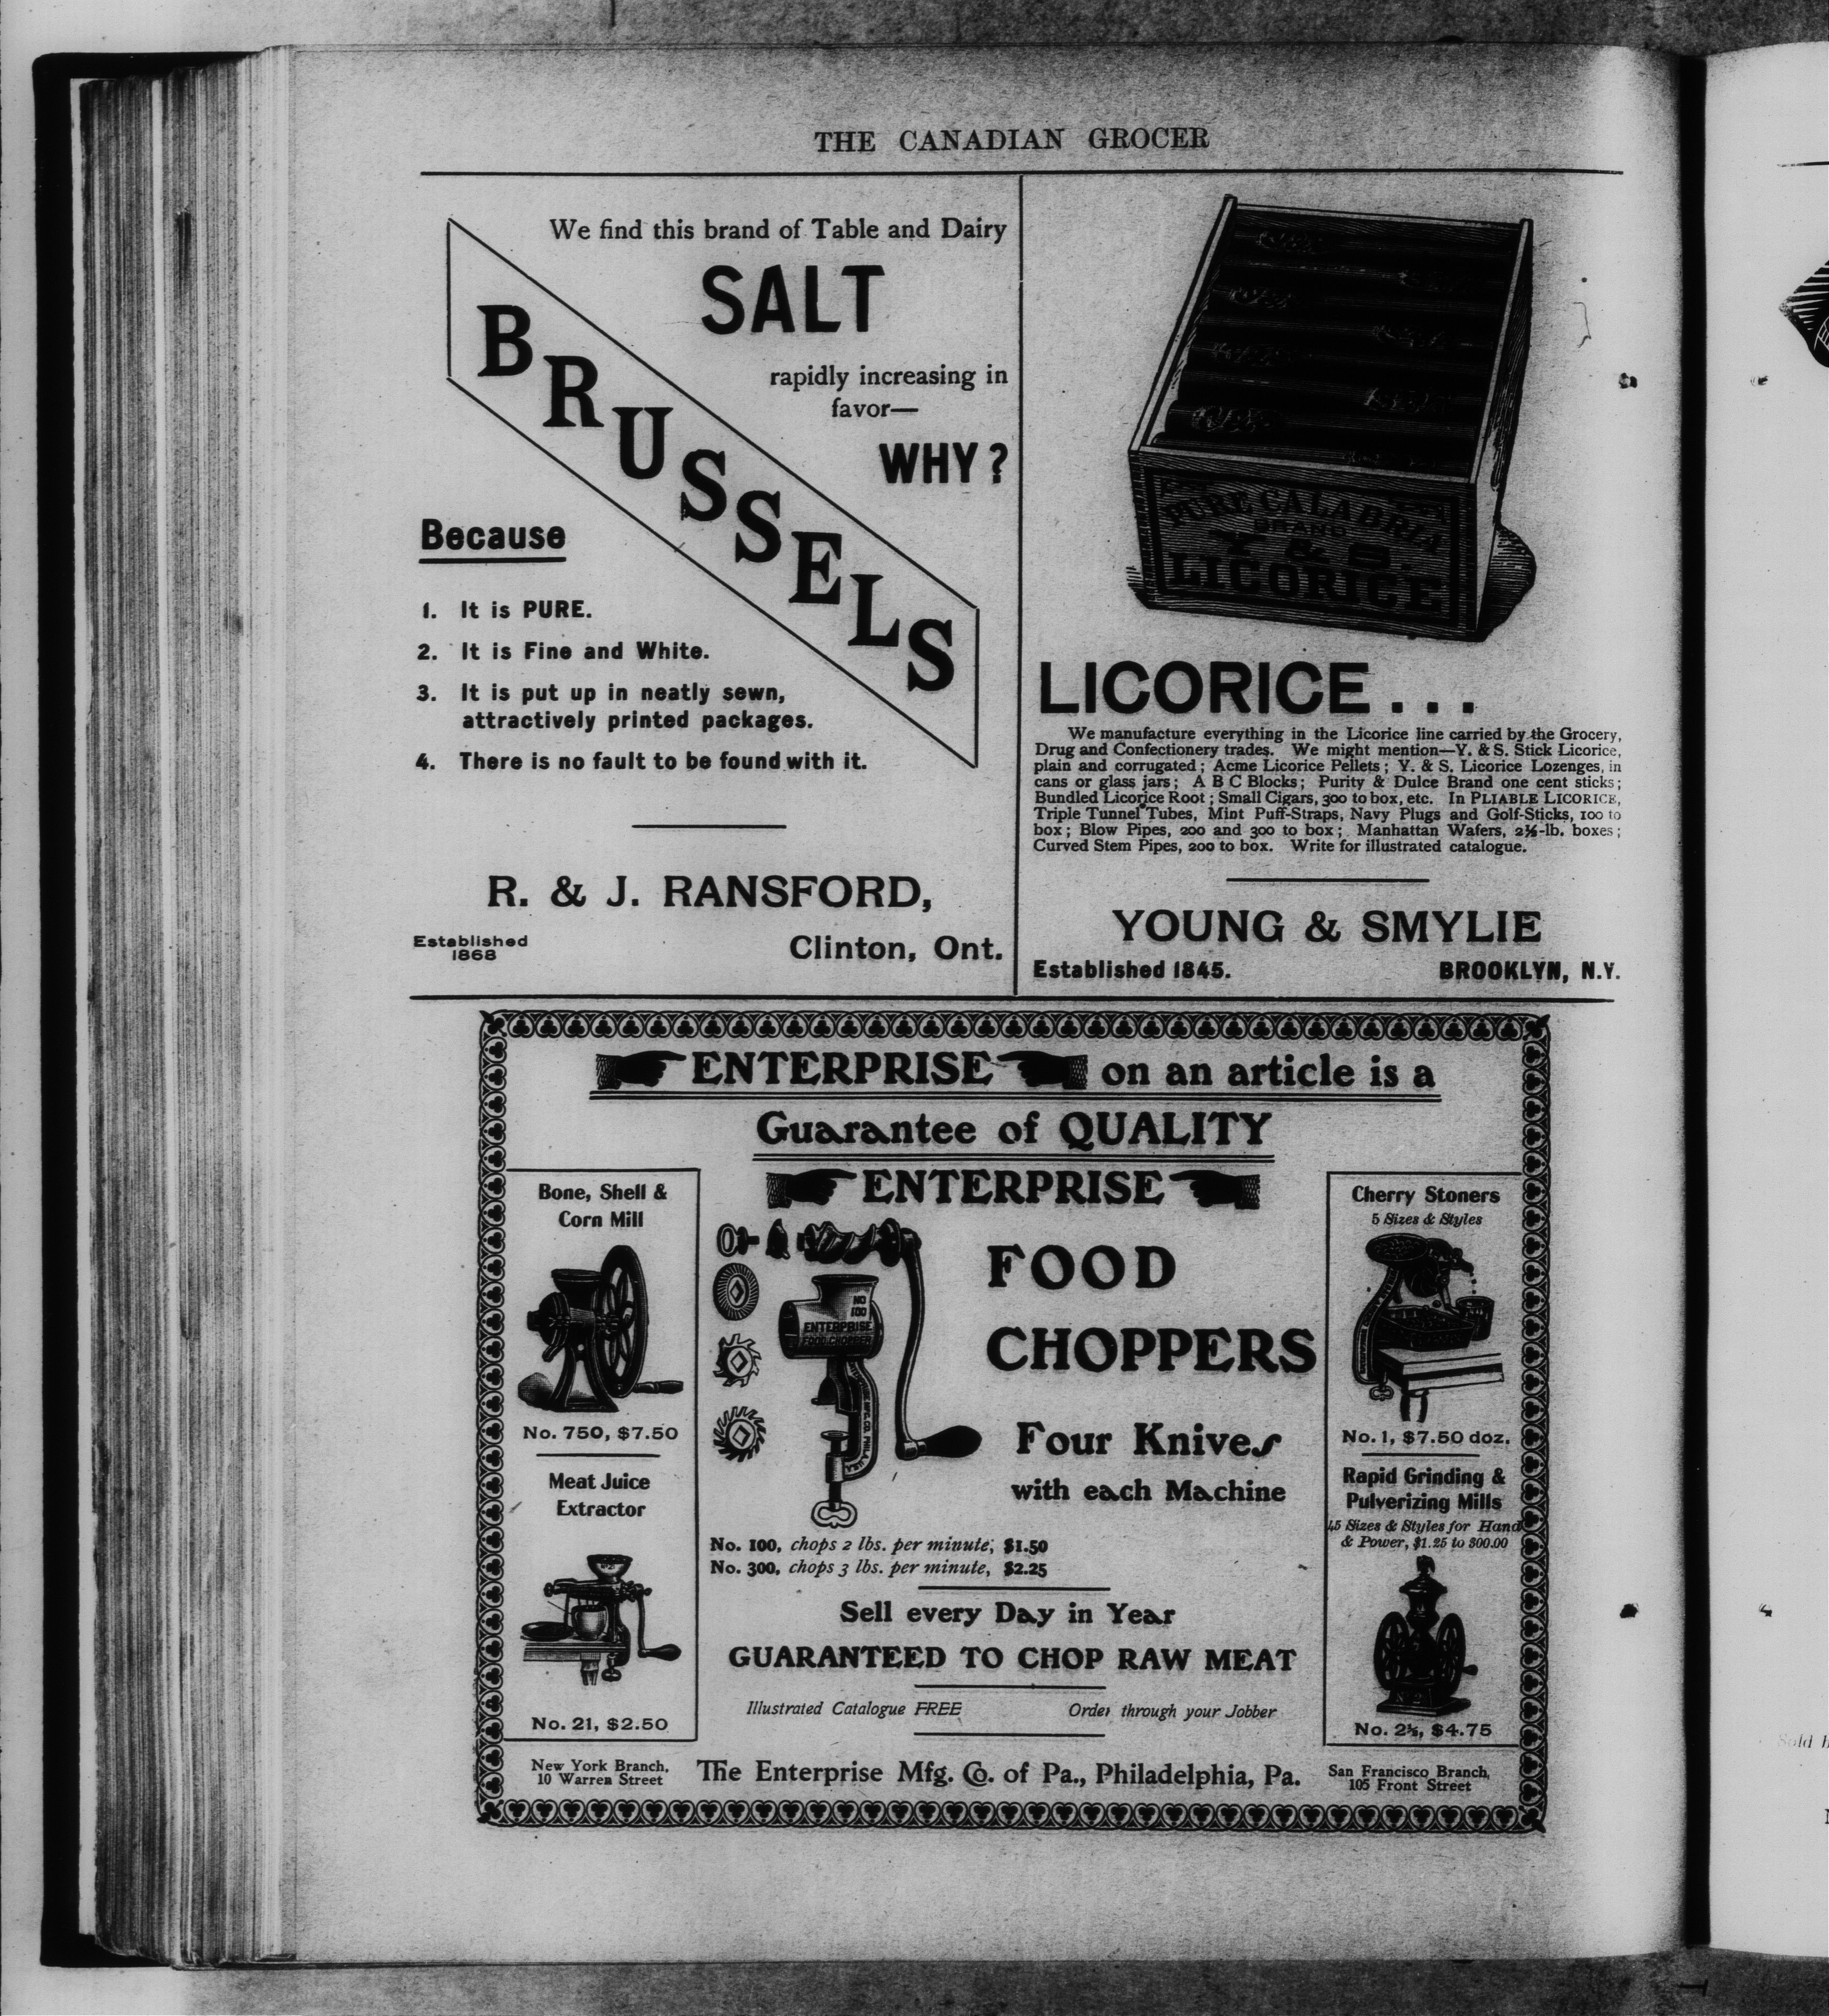 THE CANADIAN GROCER
We find this brand of Table and Dairy
SALT
BRUSSELS
rapidly increasing in
favor—
WHY?
Because
1. It is PURE.
2. It is Fine and White.
3. It is put up in neatly sewn,
attractively printed packages.
4. There is no fault to be found with it.
R. & J. RANSFORD,
Established
1868
Clinton, Ont.
PURE CALABRIA
BRAND
Y & S.
LICORICE
LICORICE...
We manufacture everything in the Licorice line carried by the Grocery,
Drug and Confectionery trades. We might mention—Y. & S. Stick Licorice,
plain and corrugated; Acme Licorice Pellets; Y. & S. Licorice Lozenges, in
cans or glass jars; A B C Blocks; Purity & Dulce Brand one cent sticks;
Bundled Licorice Root; Small Cigars, 300 to box, etc. In PLIABLE LICORICE,
Triple Tunnel Tubes, Mint Puff-Straps, Navy Plugs and Golf-Sticks, 100 to
box; Blow Pipes, 200 and 300 to box; Manhattan Wafers, 2½-lb. boxes;
Curved Stem Pipes, 200 to box. Write for illustrated catalogue.
YOUNG & SMYLIE
Established 1845.
BROOKLYN, N.Y.
ENTERPRISE on an article is a
Guarantee of QUALITY
ENTERPRISE
Bone, Shell &
Corn Mill
No. 750, $7.50
Meat Juice
Extractor
No. 21, $2.50
NO
100
ENTERPRISE
FOOD CHOPPER
MFG. CO. PHILA. U.S.A.
FOOD
CHOPPERS
Four Knives
with each Machine
No. 100, chops 2 lbs. per minute, $1.50
No. 300, chops 3 lbs. per minute, $2.25
Sell every Day in Year
GUARANTEED TO CHOP RAW MEAT
Illustrated Catalogue FREE
Order through your Jobber
Cherry Stoners
5 Sizes & Styles
No. 1, $7.50 doz.
Rapid Grinding &
Pulverizing Mills
45 Sizes & Styles for Hand
& Power, $1.25 to $00.00
No. 2½, $4.75
New York Branch,
10 Warren Street
The Enterprise Mfg. Co. of Pa., Philadelphia, Pa.
San Francisco Branch,
105 Front Street
Sold